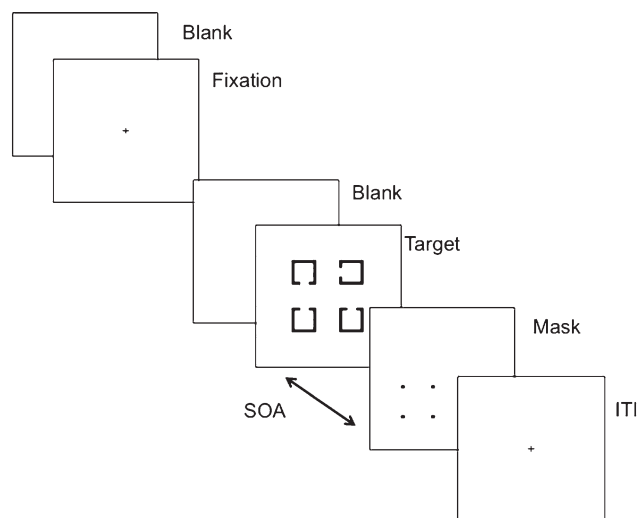 Blank
Fixation
Blank
Target
Mask
SOA
ITI